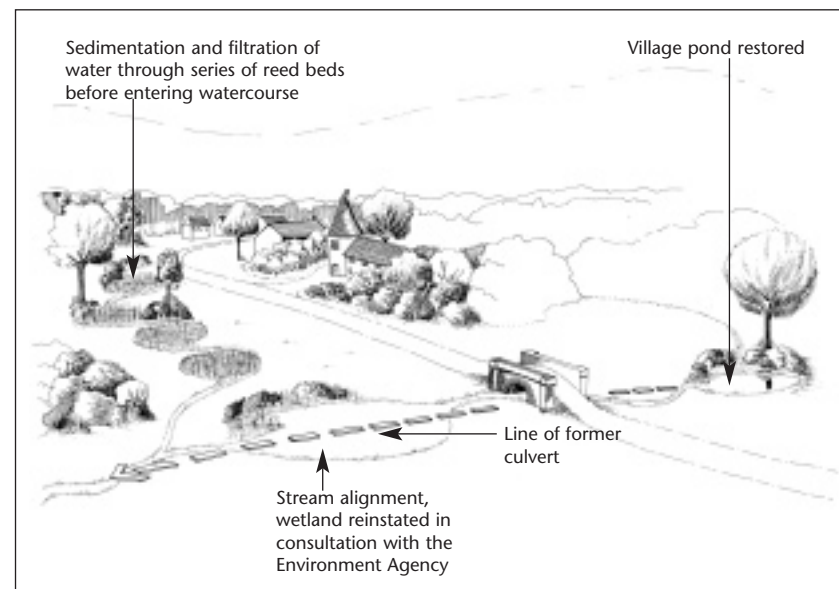 Sedimentation and filtration of
water through series of reed beds
before entering watercourse
Village pond restored
Line of former
culvert
Stream alignment,
wetland reinstated in
consultation with the
Environment Agency